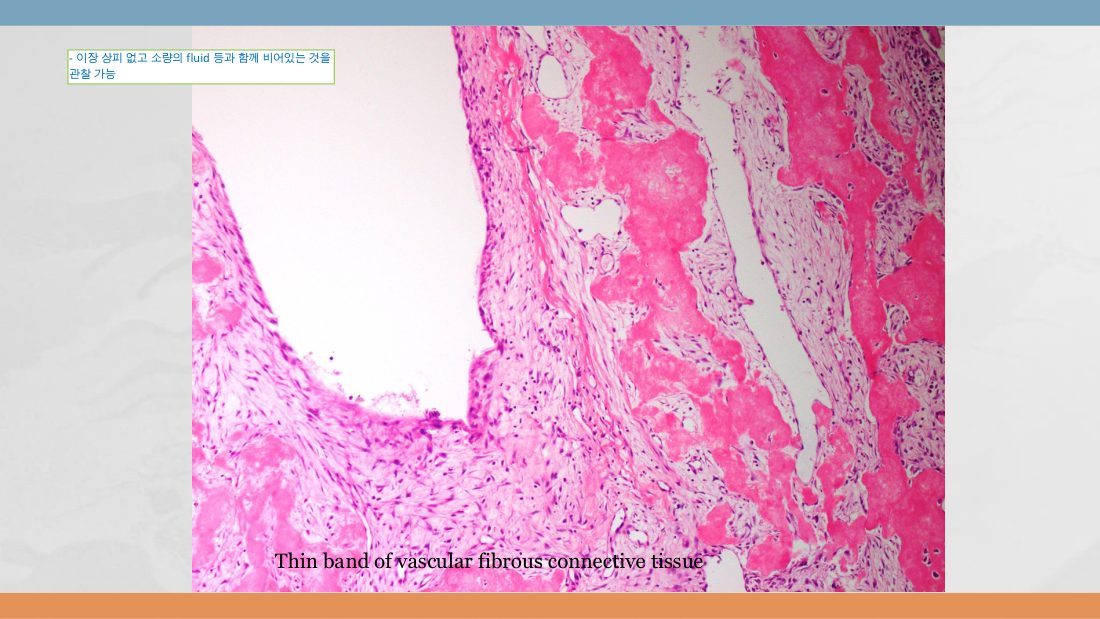 - 이장 상피 없고 소량의 fluid 등과 함께 비어있는 것을
관찰 가능
Thin band of vascular fibrous connective tissue